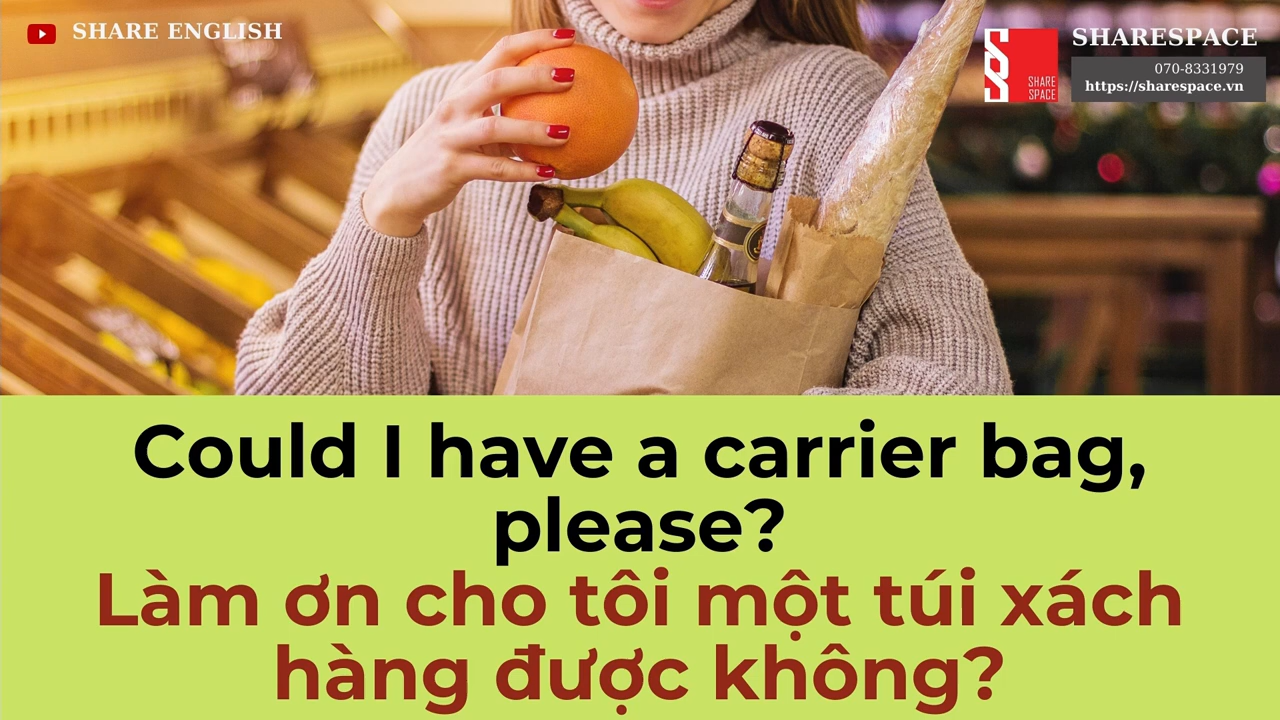 SHARE ENGLISH
SHARE SPACE
SHARESPACE
070-8331979
https://sharespace.vn
Could I have a carrier bag,
please?
Làm ơn cho tôi một túi xách
hàng được không?